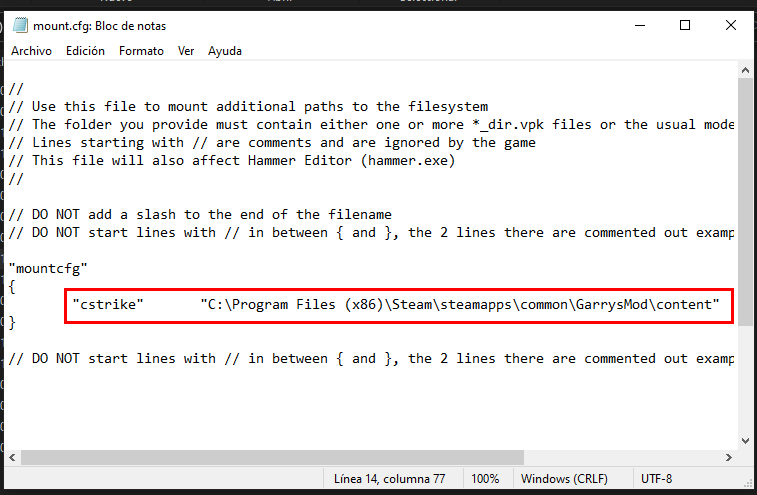 mount.cfg: Bloc de notas
Archivo Edición Formato Ver Ayuda
//
// Use this file to mount additional paths to the filesystem
// The folder you provide must contain either one or more *_dir.vpk files or the usual mode
// Lines starting with // are comments and are ignored by the game
// This file will also affect Hammer Editor (hammer.exe)
//
// DO NOT add a slash to the end of the filename
// DO NOT start lines with // in between { and }, the 2 lines there are commented out examp
"mountcfg"
{
"cstrike" "C:\Program Files (x86)\Steam\steamapps\common\GarrysMod\content"
}
// DO NOT start lines with // in between { and }, the 2 lines there are commented out examp
Línea 14, columna 77 100% Windows (CRLF) UTF-8